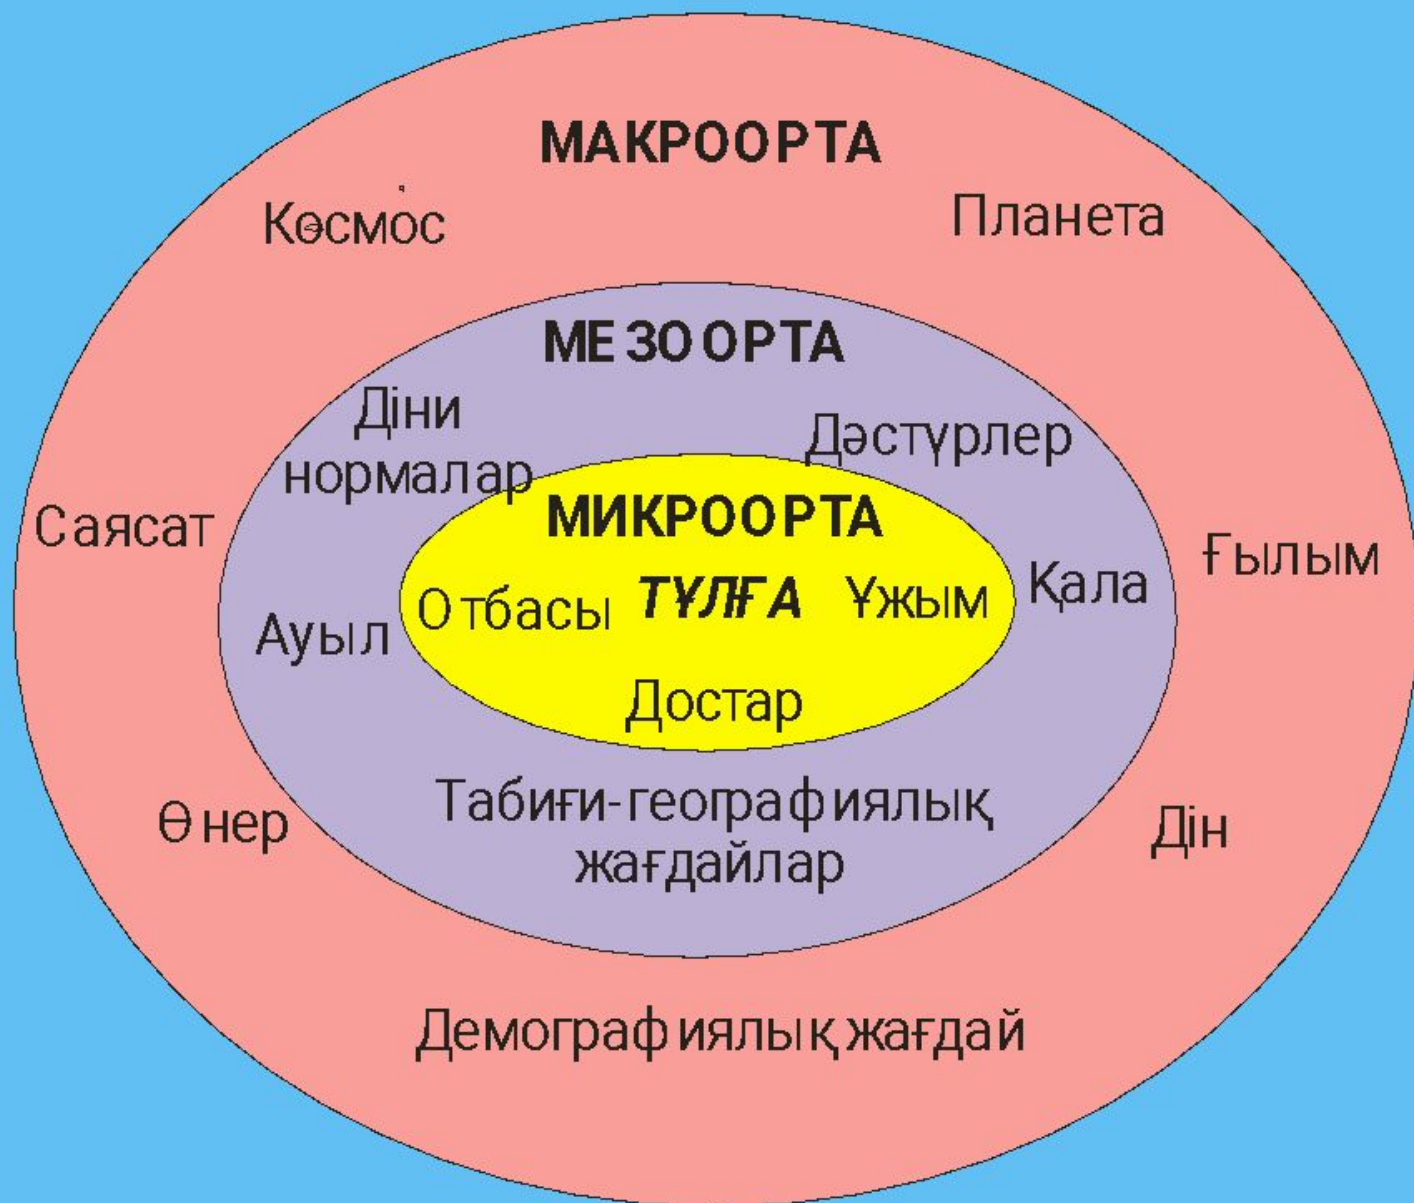 МАКРООРТА
Космос
Планета
МЕЗООРТА
Діни
нормалар
Дәстүрлер
Саясат
МИКРООРТА
Ғылым
Отбасы
ТҰЛҒА
Ұжым
Қала
Ауыл
Достар
Табиғи-географиялық
жағдайлар
Өнер
Дін
Демографиялық жағдай